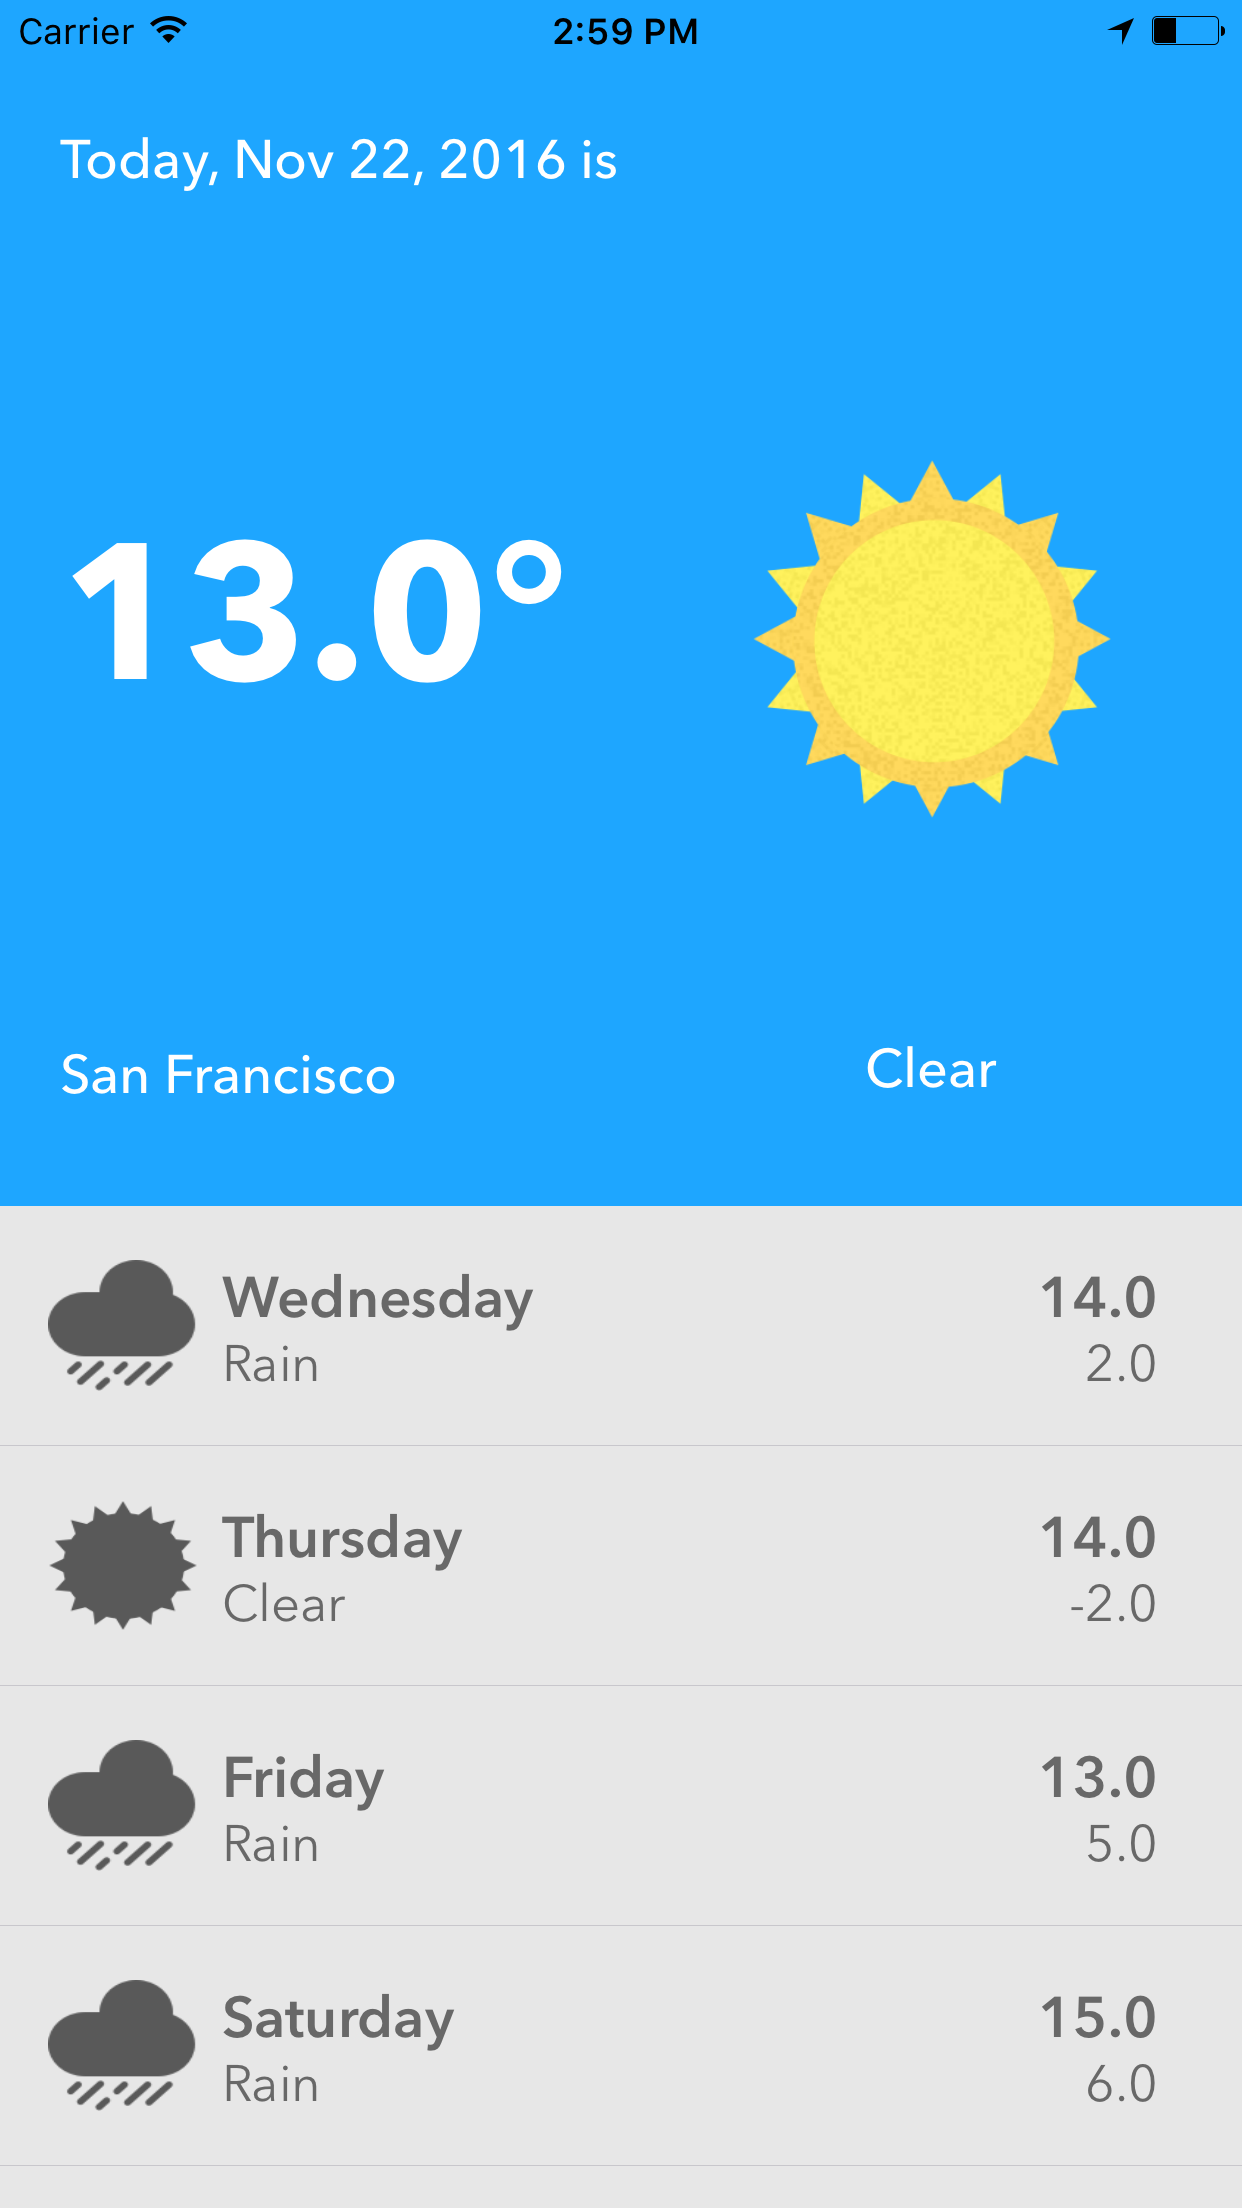 Carrier 2:59 PM
Today, Nov 22, 2016 is
13.0°
San Francisco
Clear
Wednesday 14.0
Rain 2.0
Thursday 14.0
Clear -2.0
Friday 13.0
Rain 5.0
Saturday 15.0
Rain 6.0